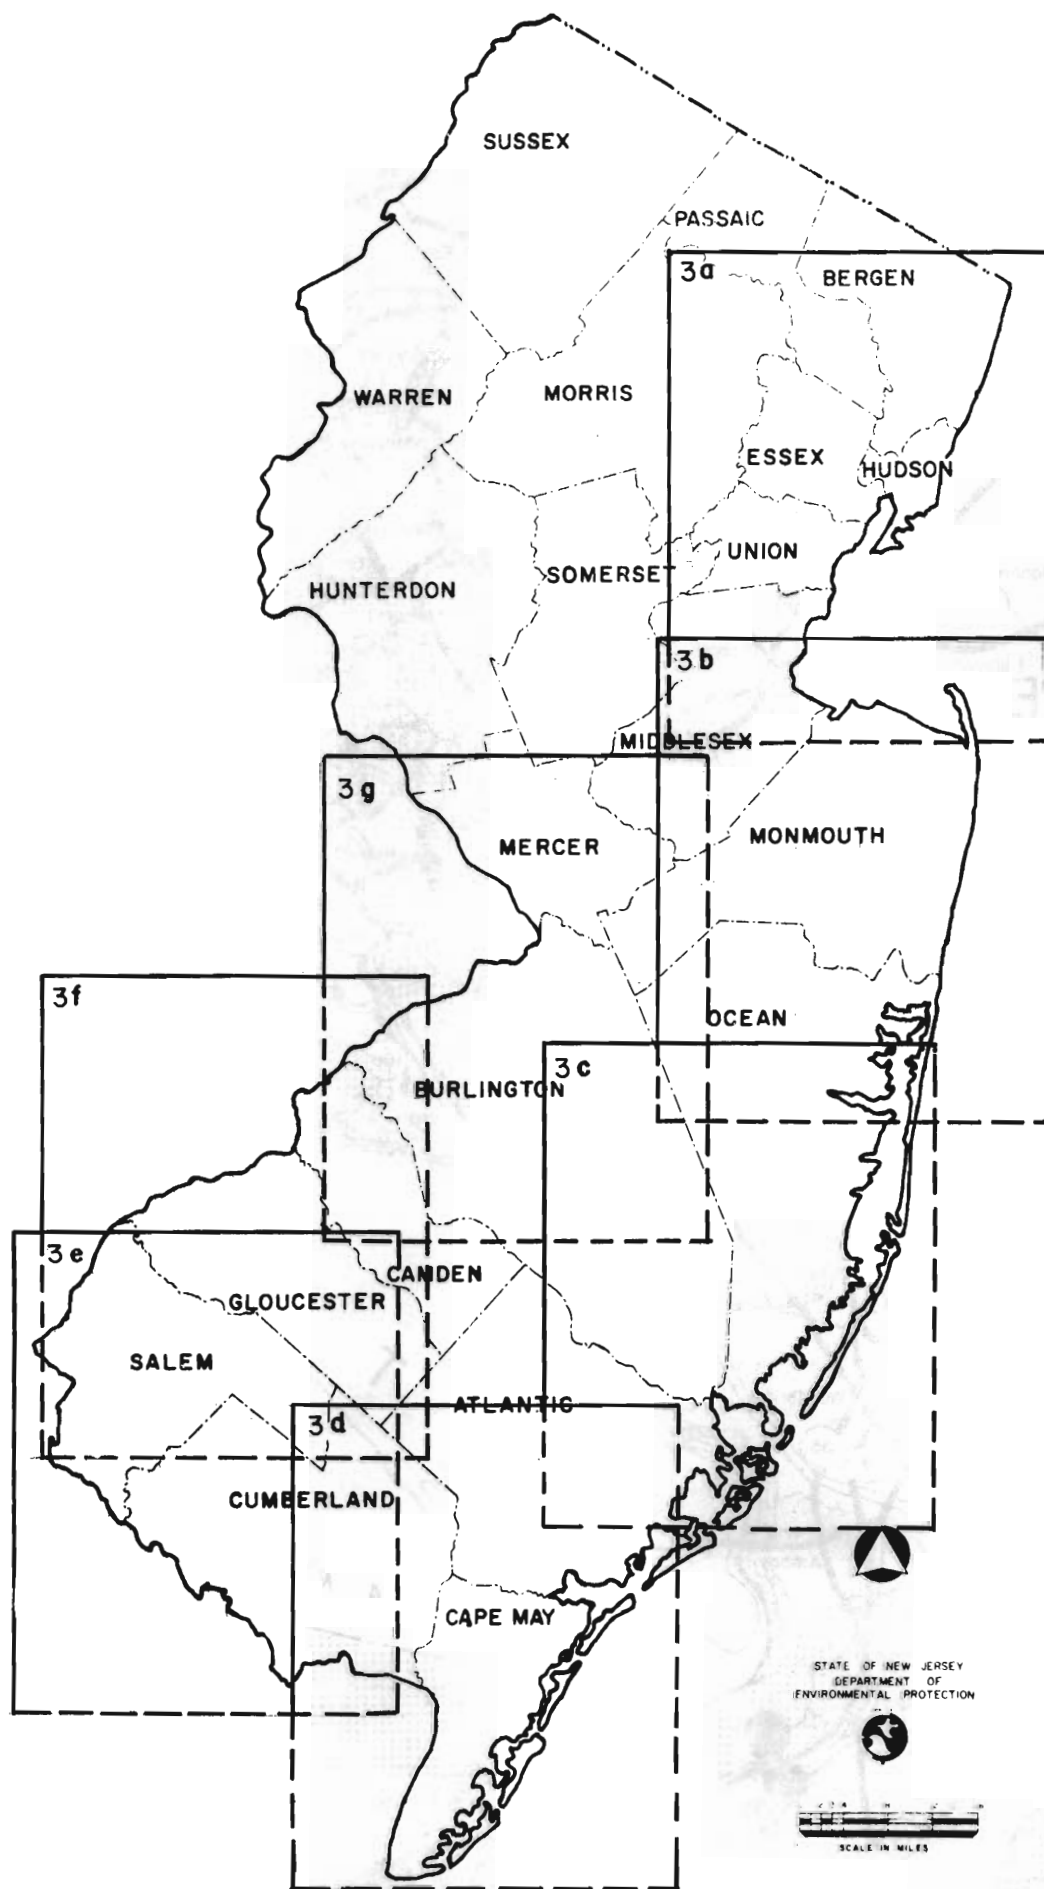 SUSSEX
PASSAIC
3a
BERGEN
WARREN
MORRIS
ESSEX
HUDSON
UNION
SOMERSET
HUNTERDON
3b
MIDDLESEX
3g
MONMOUTH
MERCER
3f
OCEAN
3c
BURLINGTON
3e
CAMDEN
GLOUCESTER
SALEM
ATLANTIC
3d
CUMBERLAND
CAPE MAY
STATE OF NEW JERSEY
DEPARTMENT OF
ENVIRONMENTAL PROTECTION
SCALE IN MILES